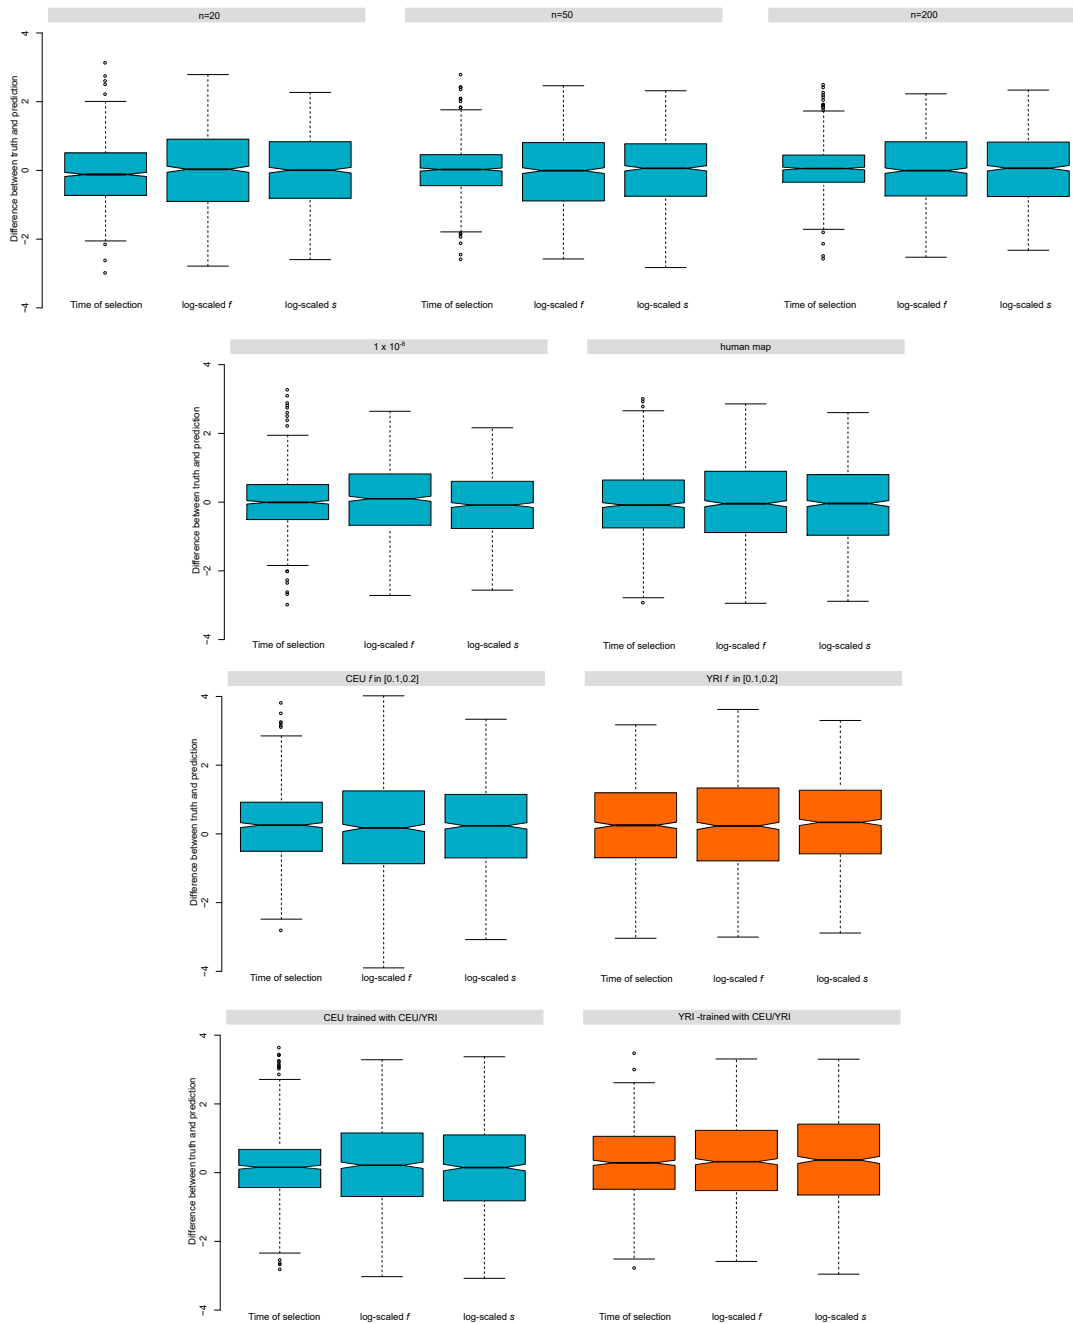 n=20
n=50
n=200
Difference between truth and prediction
4
2
0
−2
−4
Time of selection log-scaled f log-scaled s
Time of selection log-scaled f log-scaled s
Time of selection log-scaled f log-scaled s
1 x 10⁻⁸
human map
Difference between truth and prediction
4
2
0
−2
−4
Time of selection log-scaled f log-scaled s
Time of selection log-scaled f log-scaled s
CEU f in [0.1,0.2]
YRI f in [0.1,0.2]
Difference between truth and prediction
4
2
0
−2
−4
Time of selection log-scaled f log-scaled s
Time of selection log-scaled f log-scaled s
CEU trained with CEU/YRI
YRI -trained with CEU/YRI
Difference between truth and prediction
4
2
0
−2
−4
Time of selection log-scaled f log-scaled s
Time of selection log-scaled f log-scaled s